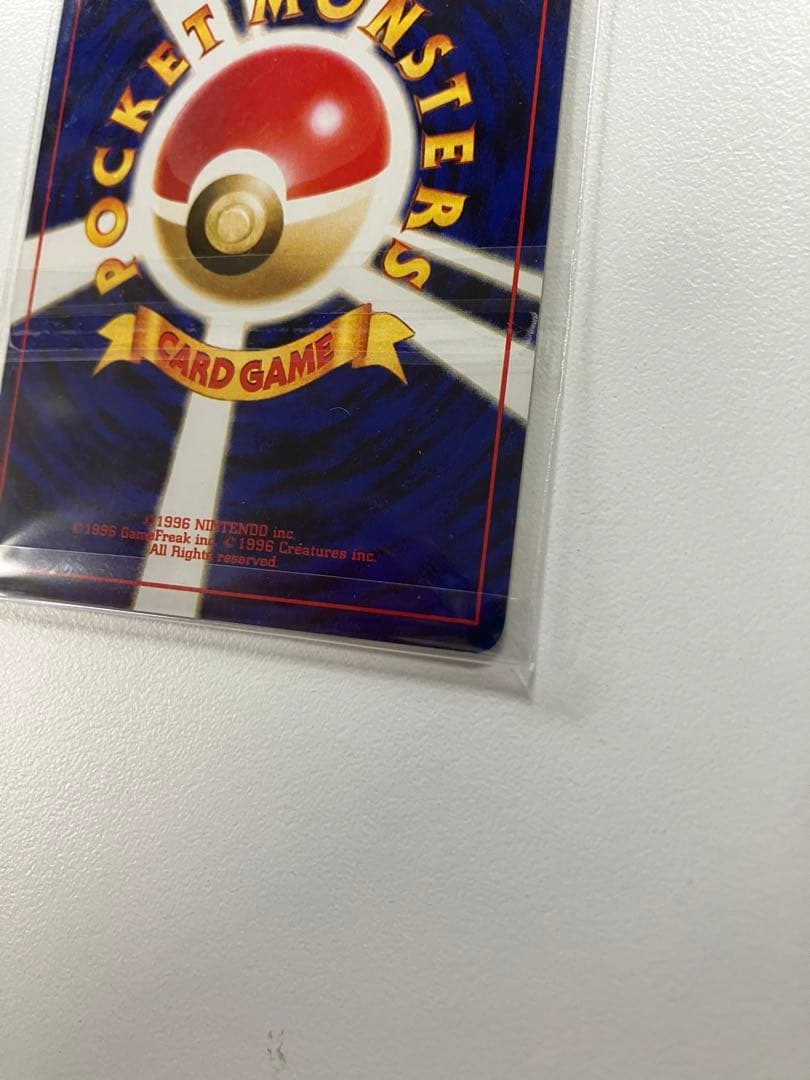 POCKET MONSTERS
CARD GAME
©1996 NINTENDO inc.
©1996 GameFreak inc. ©1996 Creatures inc.
All Rights reserved.